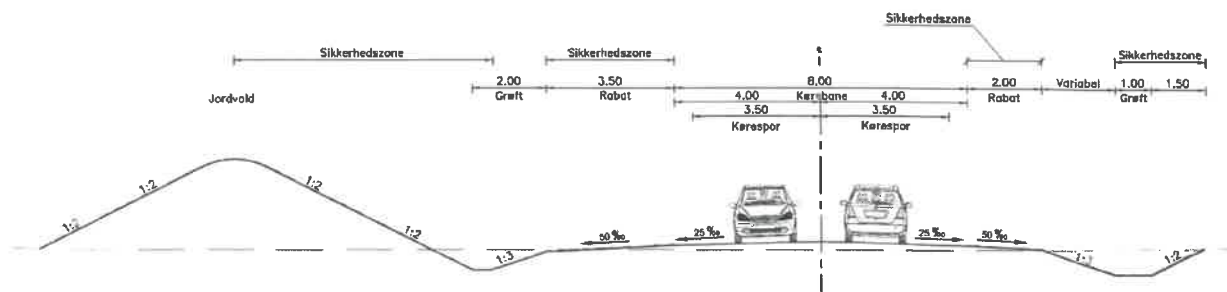 Sikkerhedszone
Sikkerhedszone Sikkerhedszone Sikkerhedszone
2.00 3.50 8.00 2.00 Variabel 1.00 1.50
Jordvold Grøft Rabat 4.00 Kørebane 4.00 Rabat Grøft
3.50 3.50
Kørespor Kørespor
1:2 1:2 1:2 1:2 1:3 50 ‰ 25 ‰ 25 ‰ 50 ‰ 1:2